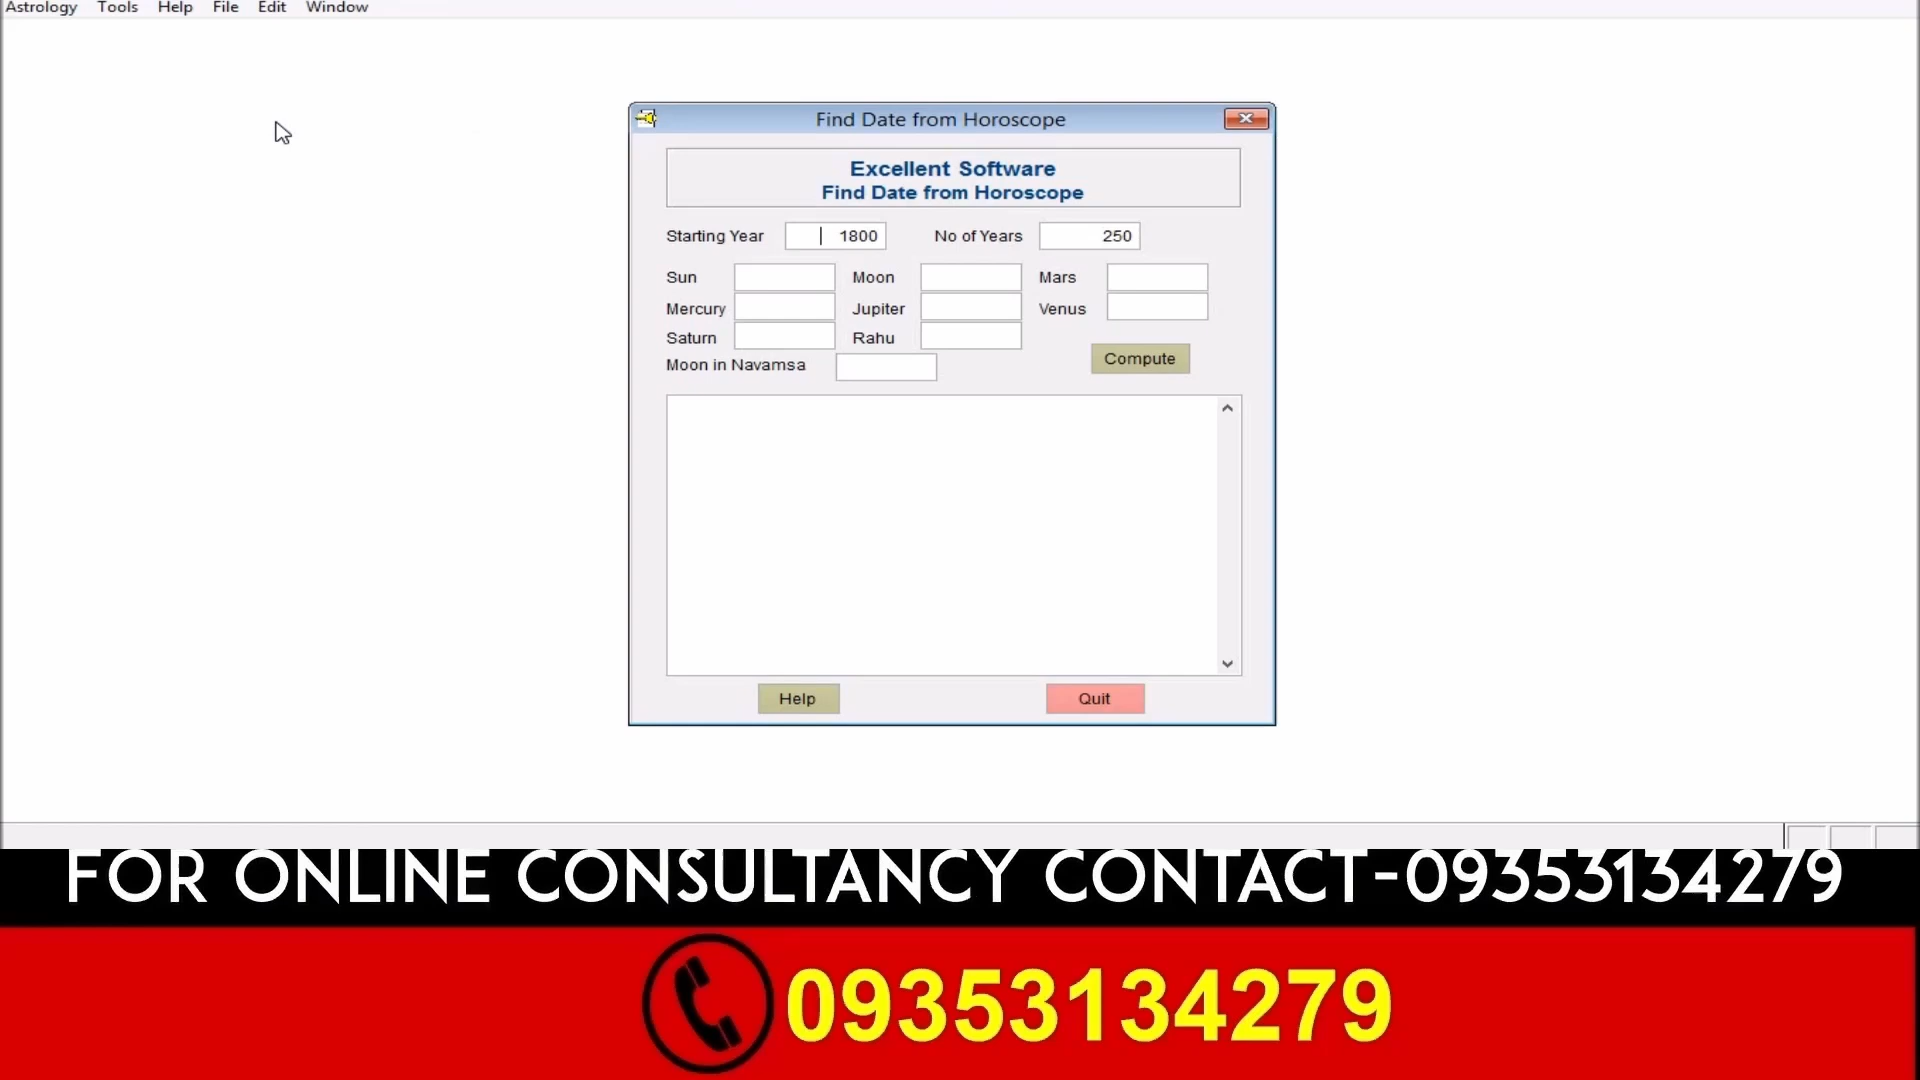 Astrology Tools Help File Edit Window
Find Date from Horoscope
Excellent Software
Find Date from Horoscope
Starting Year 1800 No of Years 250
Sun Moon Mars
Mercury Jupiter Venus
Saturn Rahu
Moon in Navamsa Compute
Help Quit
FOR ONLINE CONSULTANCY CONTACT-09353134279
09353134279